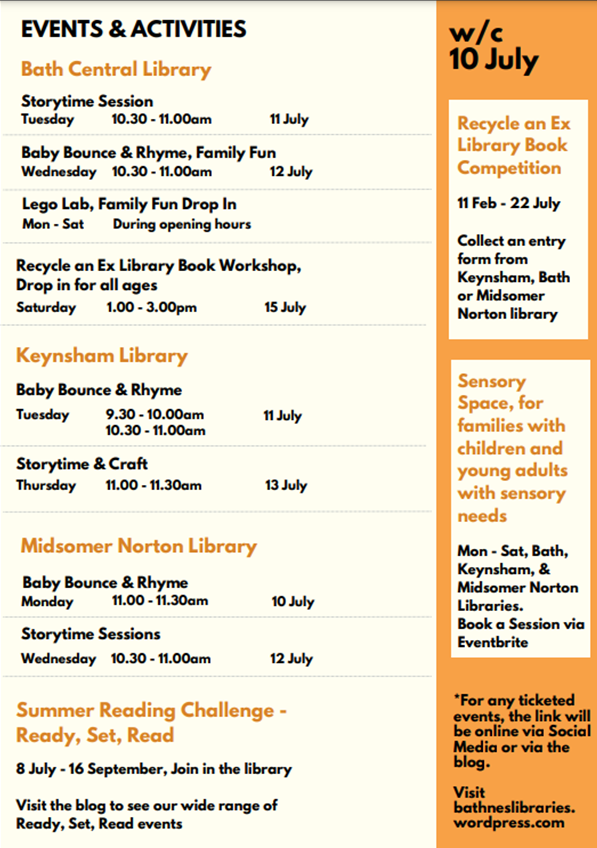 EVENTS & ACTIVITIES
Bath Central Library
Storytime Session
Tuesday 10.30 - 11.00am 11 July
Baby Bounce & Rhyme, Family Fun
Wednesday 10.30 - 11.00am 12 July
Lego Lab, Family Fun Drop In
Mon - Sat During opening hours
Recycle an Ex Library Book Workshop,
Drop in for all ages
Saturday 1.00 - 3.00pm 15 July
Keynsham Library
Baby Bounce & Rhyme
Tuesday 9.30 - 10.00am 11 July
10.30 - 11.00am
Storytime & Craft
Thursday 11.00 - 11.30am 13 July
Midsomer Norton Library
Baby Bounce & Rhyme
Monday 11.00 - 11.30am 10 July
Storytime Sessions
Wednesday 10.30 - 11.00am 12 July
Summer Reading Challenge -
Ready, Set, Read
8 July - 16 September, Join in the library
Visit the blog to see our wide range of
Ready, Set, Read events
w/c
10 July
Recycle an Ex
Library Book
Competition
11 Feb - 22 July
Collect an entry
form from
Keynsham, Bath
or Midsomer
Norton library
Sensory
Space, for
families with
children and
young adults
with sensory
needs
Mon - Sat, Bath,
Keynsham, &
Midsomer Norton
Libraries.
Book a Session via
Eventbrite
*For any ticketed
events, the link will
be online via Social
Media or via the
blog.
Visit
bathneslibraries.
wordpress.com